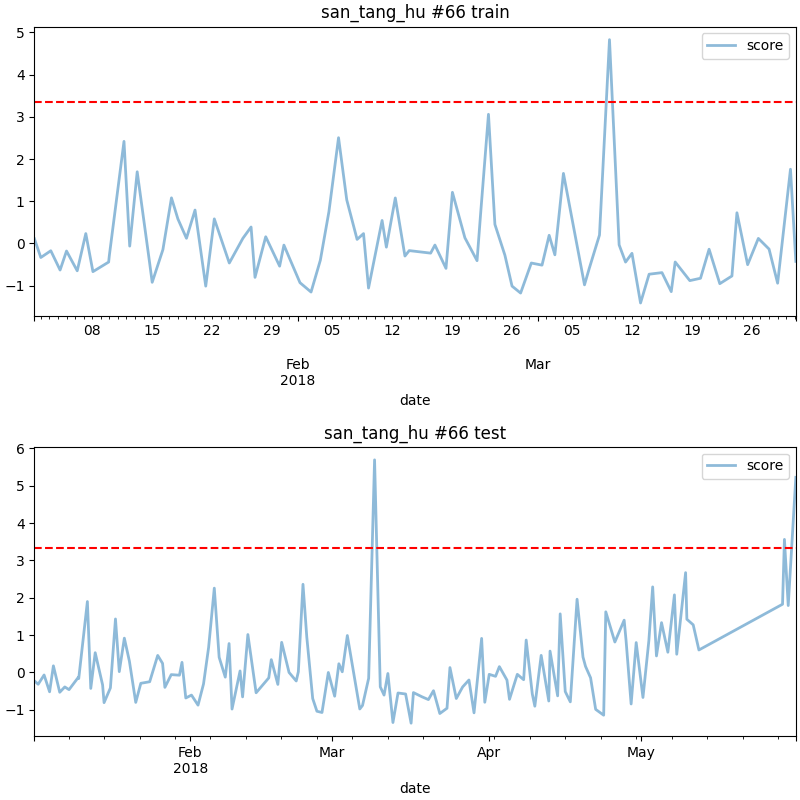 san_tang_hu #66 train
score
5
4
3
2
1
0
−1
08 15 22 29 05 12 19 26 05 12 19 26
Feb Mar
2018
date
san_tang_hu #66 test
score
6
5
4
3
2
1
0
−1
Feb Mar Apr May
2018
date